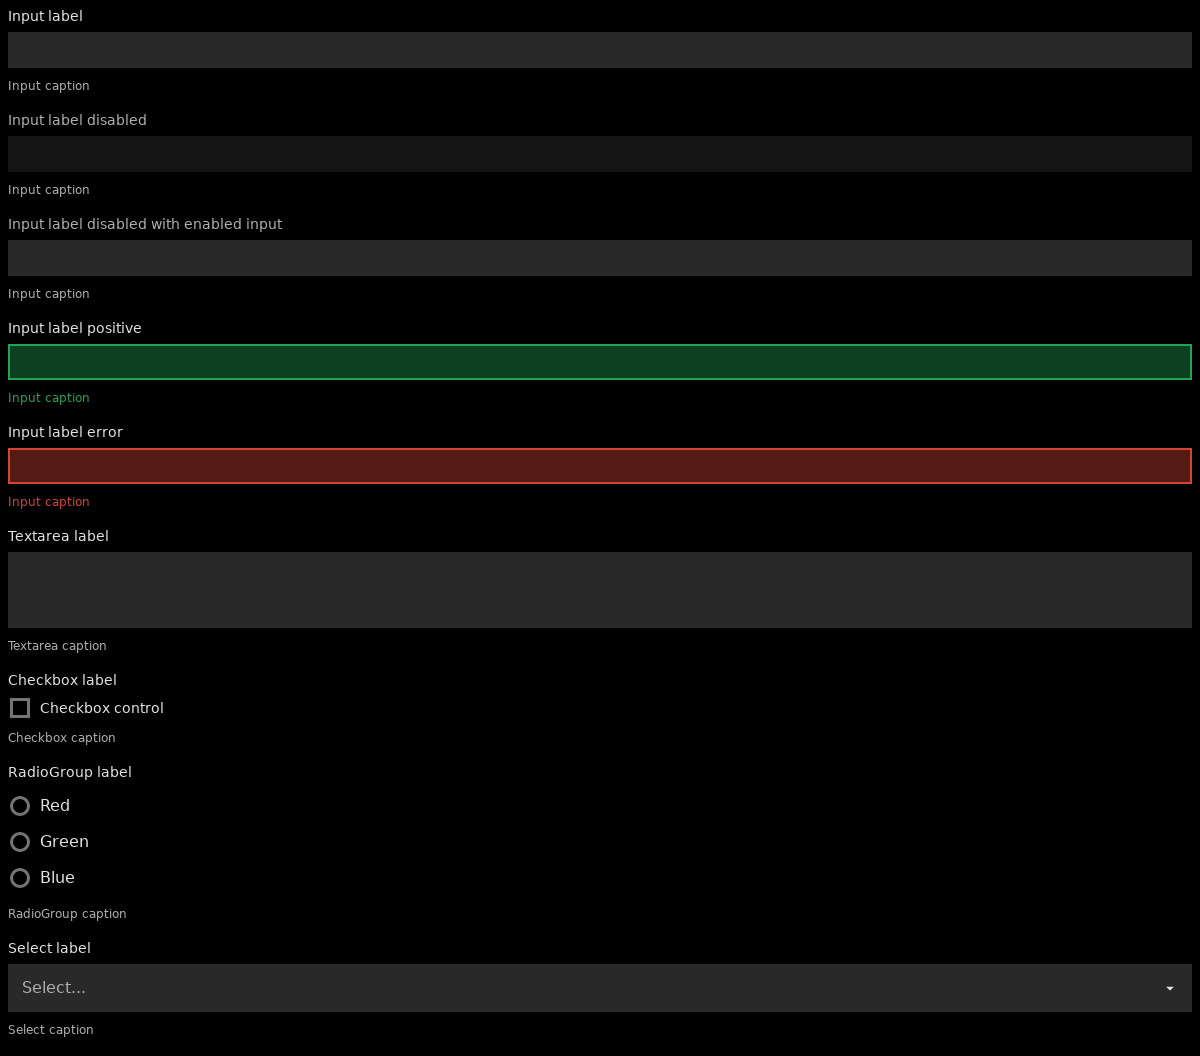 Input label
Input caption
Input label disabled
Input caption
Input label disabled with enabled input
Input caption
Input label positive
Input caption
Input label error
Input caption
Textarea label
Textarea caption
Checkbox label
Checkbox control
Checkbox caption
RadioGroup label
Red
Green
Blue
RadioGroup caption
Select label
Select...
Select caption